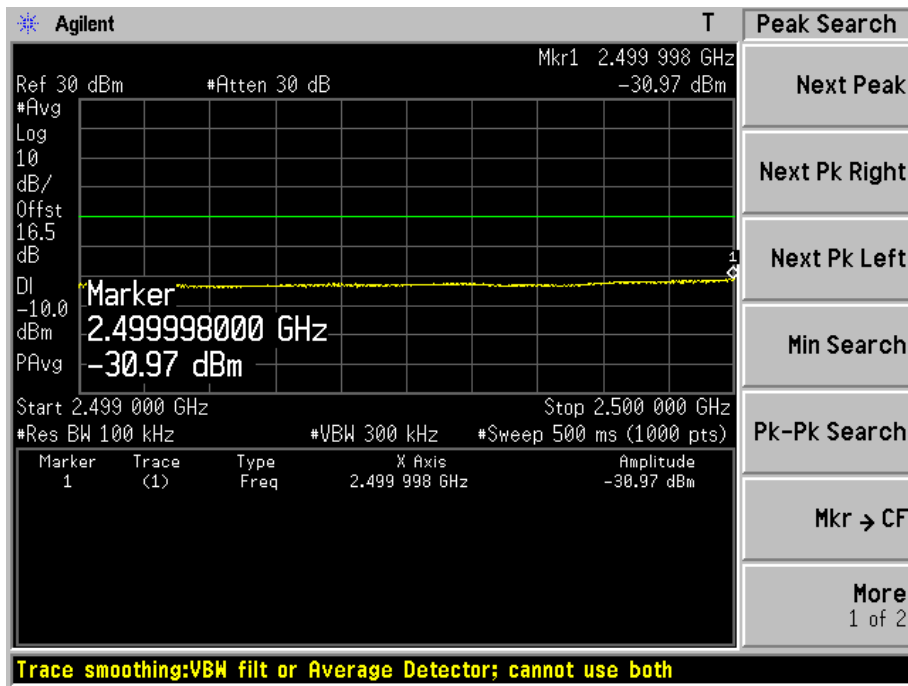 Agilent T Peak Search
Mkr1 2.499 998 GHz
Ref 30 dBm #Atten 30 dB -30.97 dBm
#Avg
Log
10
dB/
Offst
16.5
dB
DI
-10.0
dBm
PAvg
1
Marker
2.499998000 GHz
-30.97 dBm
Start 2.499 000 GHz Stop 2.500 000 GHz
#Res BW 100 kHz #VBW 300 kHz #Sweep 500 ms (1000 pts)
Marker Trace Type X Axis Amplitude
1 (1) Freq 2.499 998 GHz -30.97 dBm
Next Peak
Next Pk Right
Next Pk Left
Min Search
Pk-Pk Search
Mkr → CF
More
1 of 2
Trace smoothing:VBW filt or Average Detector; cannot use both